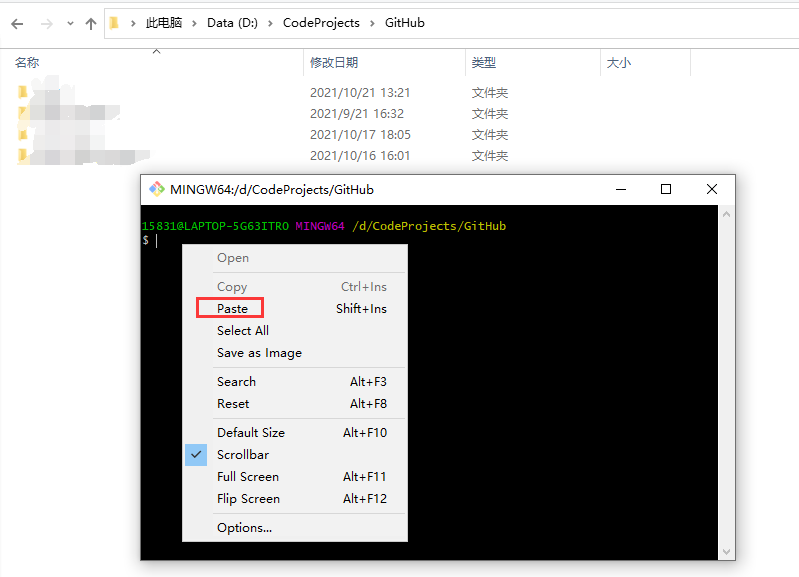 此电脑 Data (D:) CodeProjects GitHub
名称 修改日期 类型 大小
2021/10/21 13:21 文件夹
2021/9/21 16:32 文件夹
2021/10/17 18:05 文件夹
2021/10/16 16:01 文件夹
MINGW64:/d/CodeProjects/GitHub
15831@LAPTOP-5G63ITRO MINGW64 /d/CodeProjects/GitHub
$
Open
Copy Ctrl+Ins
Paste Shift+Ins
Select All
Save as Image
Search Alt+F3
Reset Alt+F8
Default Size Alt+F10
Scrollbar
Full Screen Alt+F11
Flip Screen Alt+F12
Options...